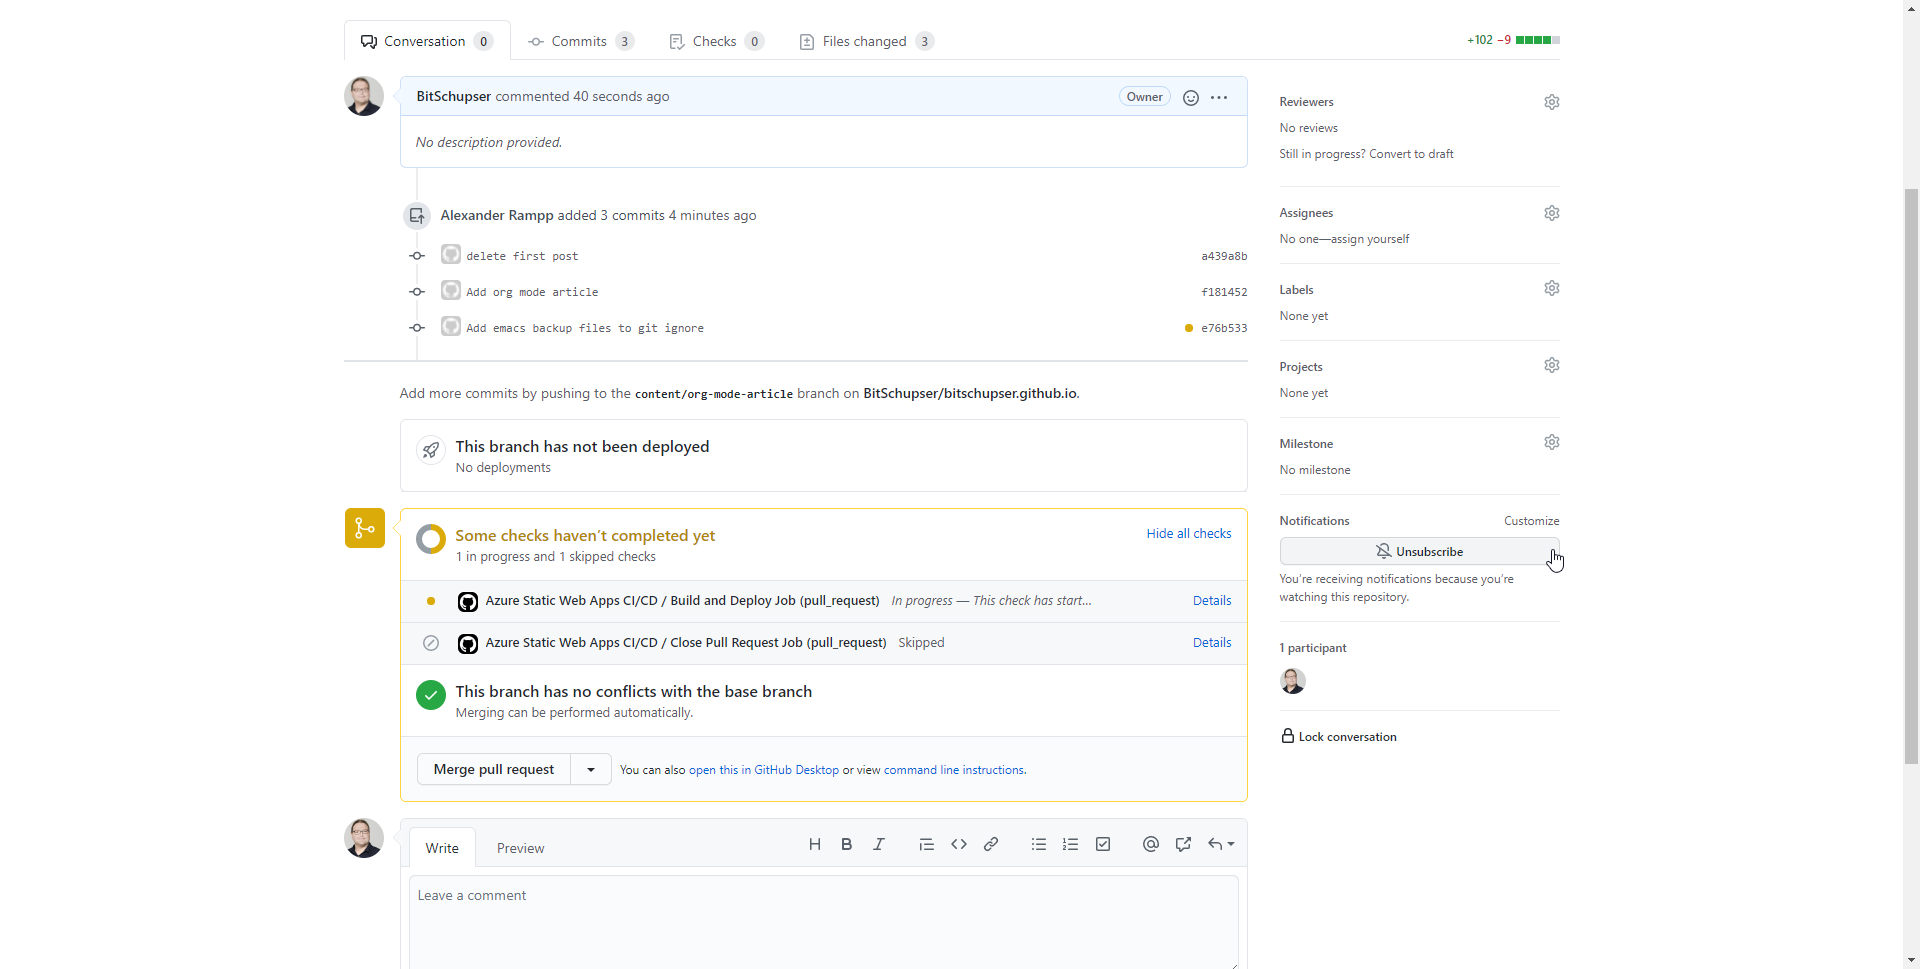 Conversation 0 Commits 3 Checks 0 Files changed 3 +102 −9
BitSchupser commented 40 seconds ago Owner
No description provided.
Alexander Rampp added 3 commits 4 minutes ago
delete first post a439a8b
Add org mode article f181452
Add emacs backup files to git ignore e76b533
Add more commits by pushing to the content/org-mode-article branch on BitSchupser/bitschupser.github.io.
This branch has not been deployed
No deployments
Some checks haven’t completed yet
1 in progress and 1 skipped checks
Hide all checks
Azure Static Web Apps CI/CD / Build and Deploy Job (pull_request) In progress — This check has start... Details
Azure Static Web Apps CI/CD / Close Pull Request Job (pull_request) Skipped Details
This branch has no conflicts with the base branch
Merging can be performed automatically.
Merge pull request You can also open this in GitHub Desktop or view command line instructions.
Write Preview
Leave a comment
Reviewers
No reviews
Still in progress? Convert to draft
Assignees
No one—assign yourself
Labels
None yet
Projects
None yet
Milestone
No milestone
Notifications Customize
Unsubscribe
You’re receiving notifications because you’re
watching this repository.
1 participant
Lock conversation